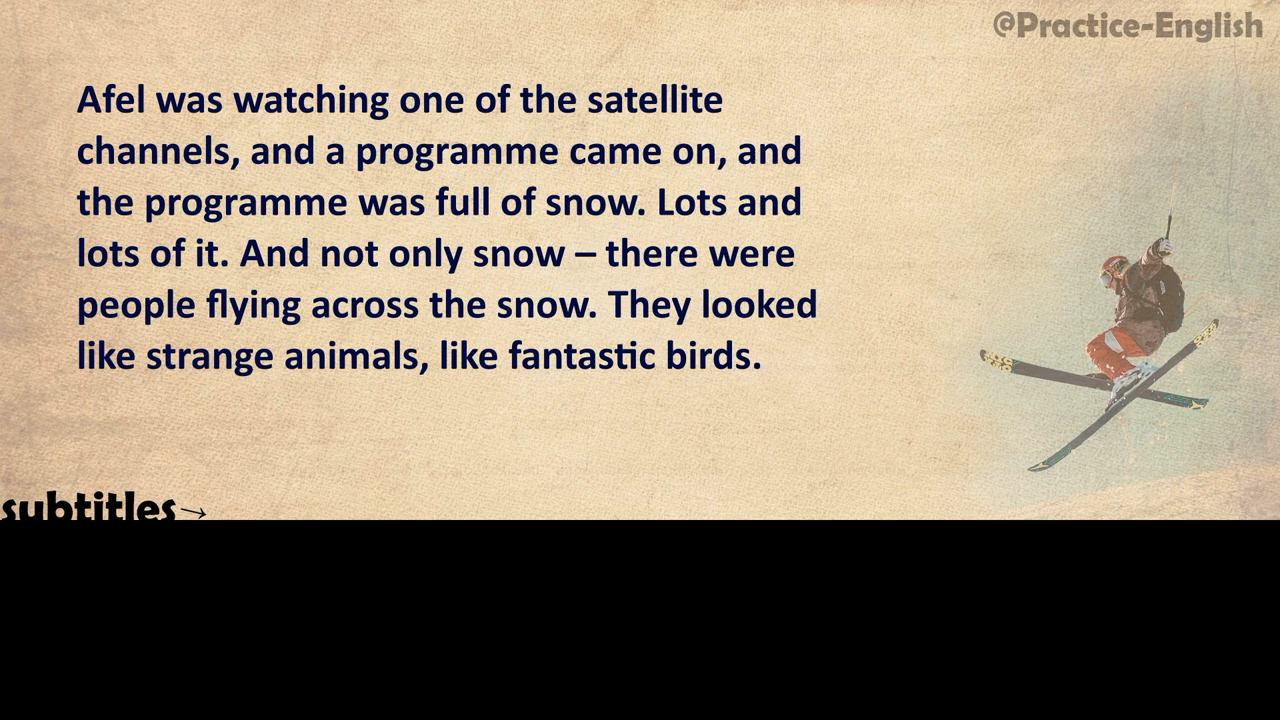 @Practice-English
Afel was watching one of the satellite
channels, and a programme came on, and
the programme was full of snow. Lots and
lots of it. And not only snow – there were
people flying across the snow. They looked
like strange animals, like fantastic birds.
subtitles→